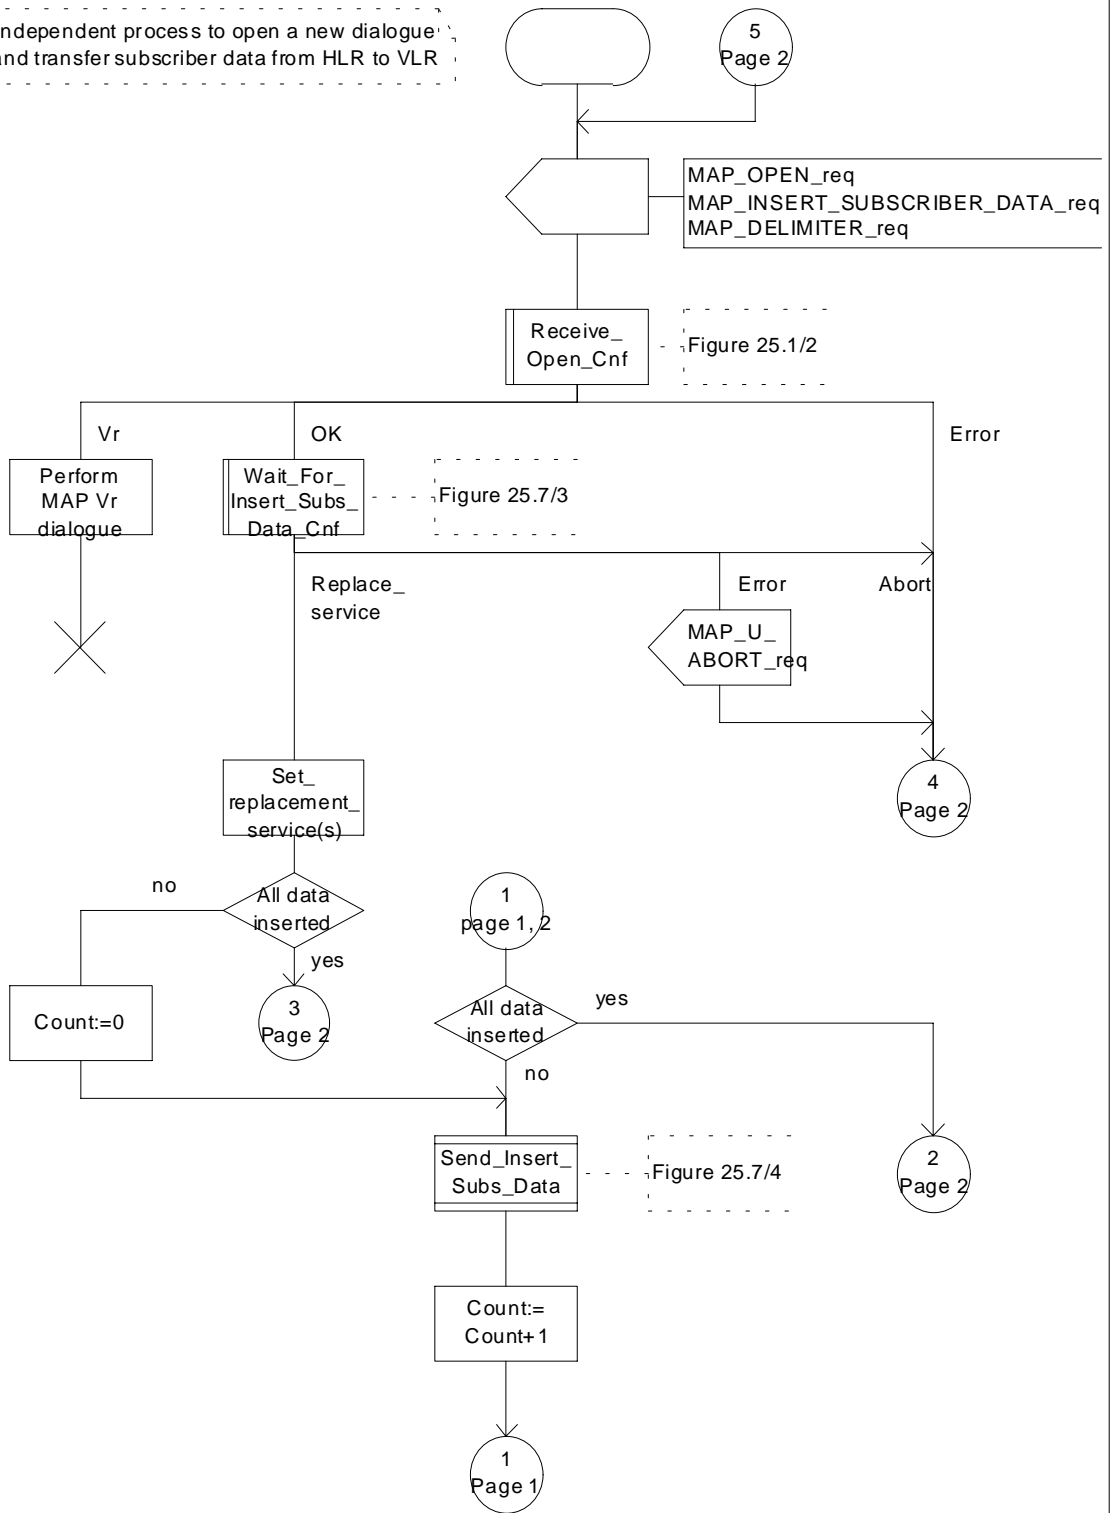 ndependent process to open a new dialogue
and transfer subscriber data from HLR to VLR
5
Page 2
MAP_OPEN_req
MAP_INSERT_SUBSCRIBER_DATA_req
MAP_DELIMITER_req
Receive_
Open_Cnf
Figure 25.1/2
Vr
OK
Error
Perform
MAP Vr
dialogue
Wait_For_
Insert_Subs_
Data_Cnf
Figure 25.7/3
Replace_
service
Error
Abort
MAP_U_
ABORT_req
Set_
replacement_
service(s)
4
Page 2
no
All data
inserted
yes
1
page 1, 2
Count:=0
3
Page 2
All data
inserted
yes
no
Send_Insert_
Subs_Data
Figure 25.7/4
2
Page 2
Count:=
Count+1
1
Page 1